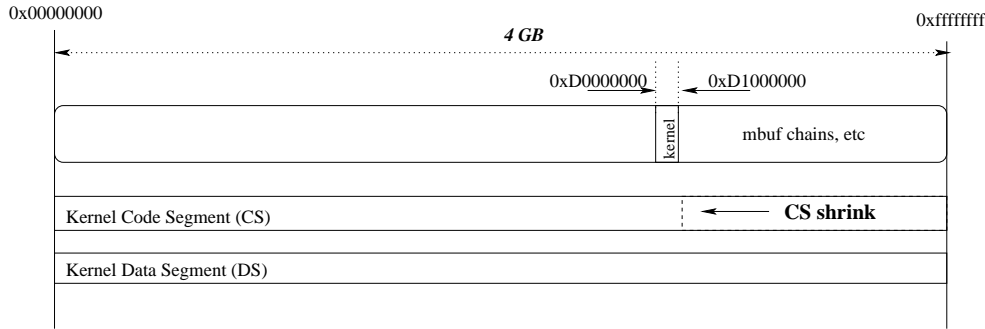 0x00000000
0xffffffff
4 GB
0xD0000000
0xD1000000
kernel
mbuf chains, etc
Kernel Code Segment (CS)
CS shrink
Kernel Data Segment (DS)